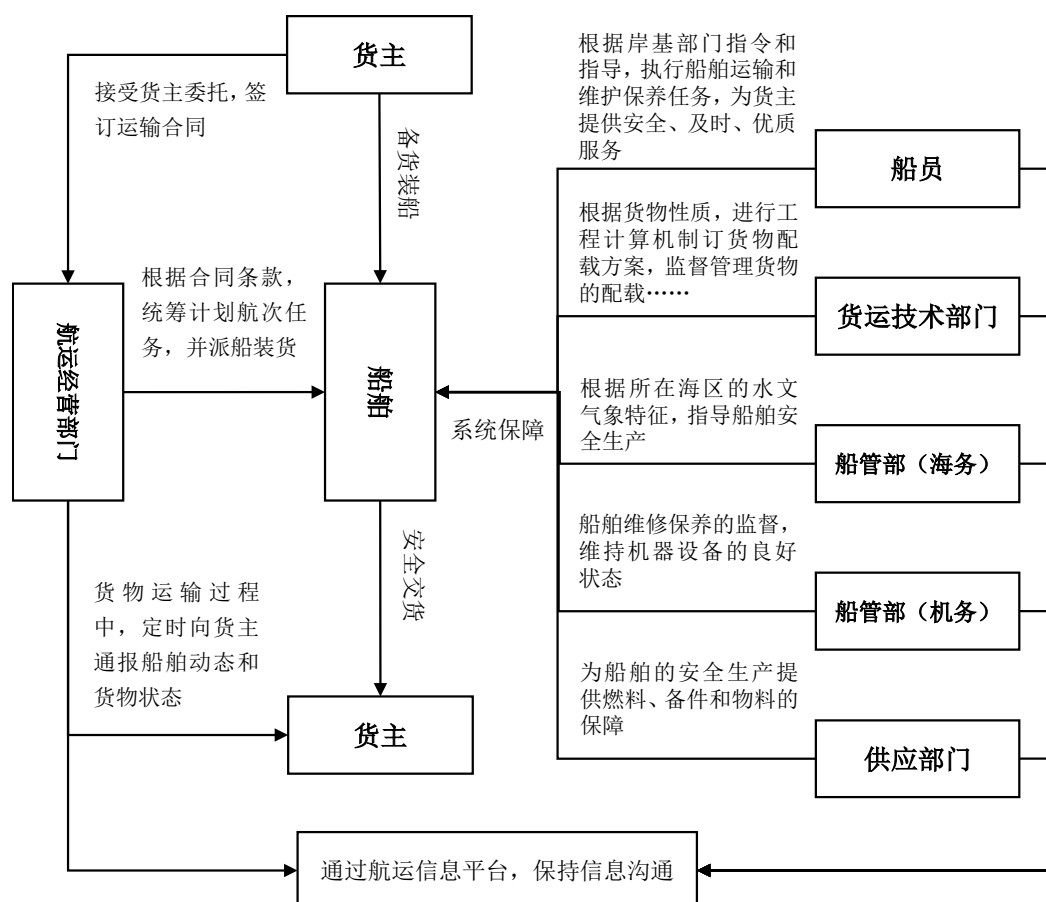 货主
接受货主委托，签
订运输合同
备货装船
根据岸基部门指令和
指导，执行船舶运输和
维护保养任务，为货主
提供安全、及时、优质
服务
船员
根据货物性质，进行工
程计算机制订货物配
载方案，监督管理货物
的配载……
货运技术部门
根据合同条款，
统筹计划航次任
务，并派船装货
航运经营部门
船舶
系统保障
根据所在海区的水文
气象特征，指导船舶安
全生产
船管部（海务）
船舶维修保养的监督，
维持机器设备的良好
状态
船管部（机务）
安全交货
货物运输过程
中，定时向货主
通报船舶动态和
货物状态
货主
为船舶的安全生产提
供燃料、备件和物料的
保障
供应部门
通过航运信息平台，保持信息沟通